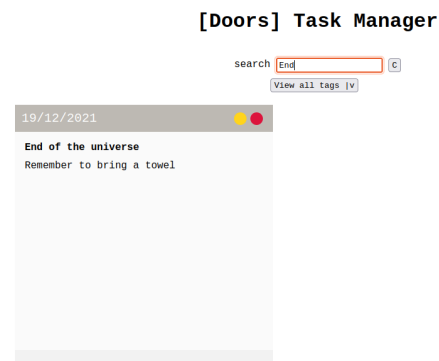 [Doors] Task Manager
search End C
View all tags |v
19/12/2021
End of the universe
Remember to bring a towel